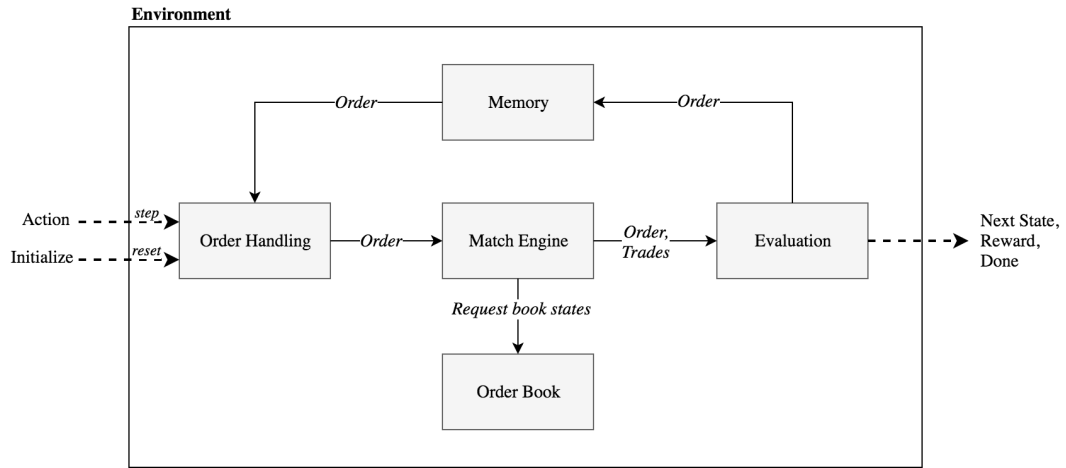 Environment
Memory
Order
Order
Action
step
Initialize
reset
Order Handling
Order
Match Engine
Order,
Trades
Evaluation
Next State,
Reward,
Done
Request book states
Order Book